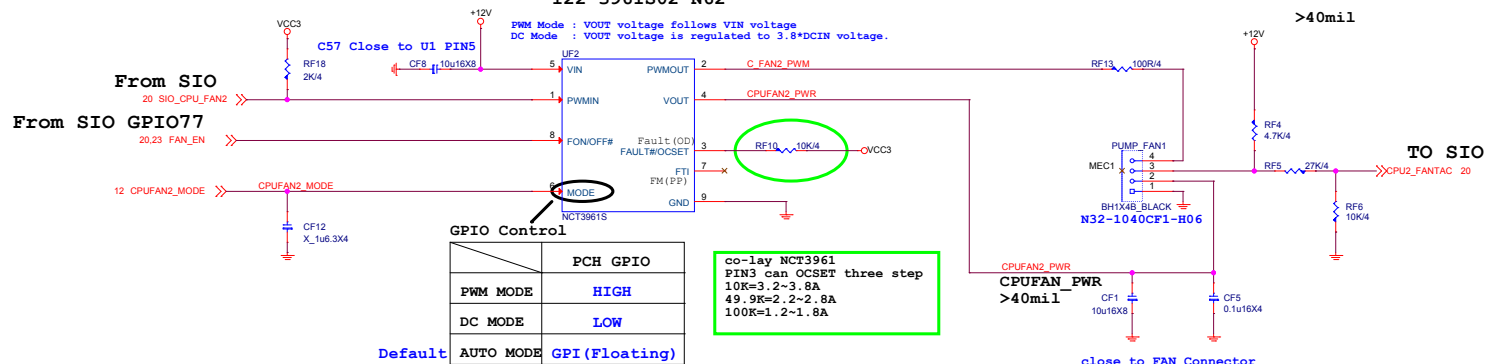 I22-3961S02-N62
+12V
VCC3
PWM Mode : VOUT voltage follows VIN voltage
DC Mode : VOUT voltage is regulated to 3.8*DCIN voltage.
>40mil
+12V
C57 Close to U1 PIN5
UF2
CF8 10u16X8
5 VIN
PWMOUT 2
C_FAN2_PWM
RF13 100R/4
RF18
2K/4
From SIO
20 SIO_CPU_FAN2
1 PWMIN
VOUT 4
CPUFAN2_PWR
From SIO GPIO77
20,23 FAN_EN
8 FON/OFF#
Fault(OD)
FAULT#/OCSET 3
RF10 10K/4
VCC3
FTI 7
FM(PP)
12 CPUFAN2_MODE
CPUFAN2_MODE
6 MODE
GND 9
NCT3961S
CF12
X_1u6.3X4
RF4
4.7K/4
PUMP_FAN1
MEC1
4
3
2
1
BH1X4B_BLACK
N32-1040CF1-H06
RF5 27K/4
TO SIO
CPU2_FANTAC 20
RF6
10K/4
GPIO Control
PCH GPIO
PWM MODE HIGH
DC MODE LOW
Default AUTO MODE GPI(Floating)
co-lay NCT3961
PIN3 can OCSET three step
10K=3.2~3.8A
49.9K=2.2~2.8A
100K=1.2~1.8A
CPUFAN2_PWR
CPUFAN_PWR
>40mil
CF1
10u16X8
CF5
0.1u16X4
close to FAN Connector